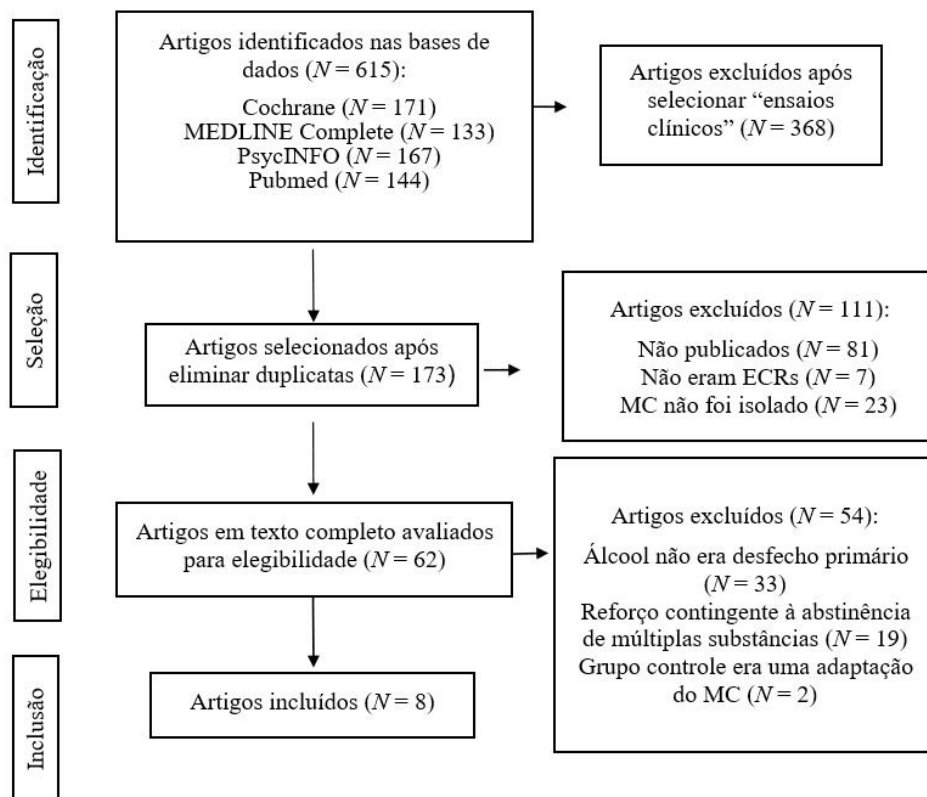 Identificação
Artigos identificados nas bases de
dados (N = 615):
Cochrane (N = 171)
MEDLINE Complete (N = 133)
PsycINFO (N = 167)
Pubmed (N = 144)
Artigos excluídos após
selecionar “ensaios
clínicos” (N = 368)
Seleção
Artigos selecionados após
eliminar duplicatas (N = 173)
Artigos excluídos (N = 111):
Não publicados (N = 81)
Não eram ECRs (N = 7)
MC não foi isolado (N = 23)
Elegibilidade
Artigos em texto completo avaliados
para elegibilidade (N = 62)
Artigos excluídos (N = 54):
Álcool não era desfecho primário
(N = 33)
Reforço contingente à abstinência
de múltiplas substâncias (N = 19)
Grupo controle era uma adaptação
do MC (N = 2)
Inclusão
Artigos incluídos (N = 8)